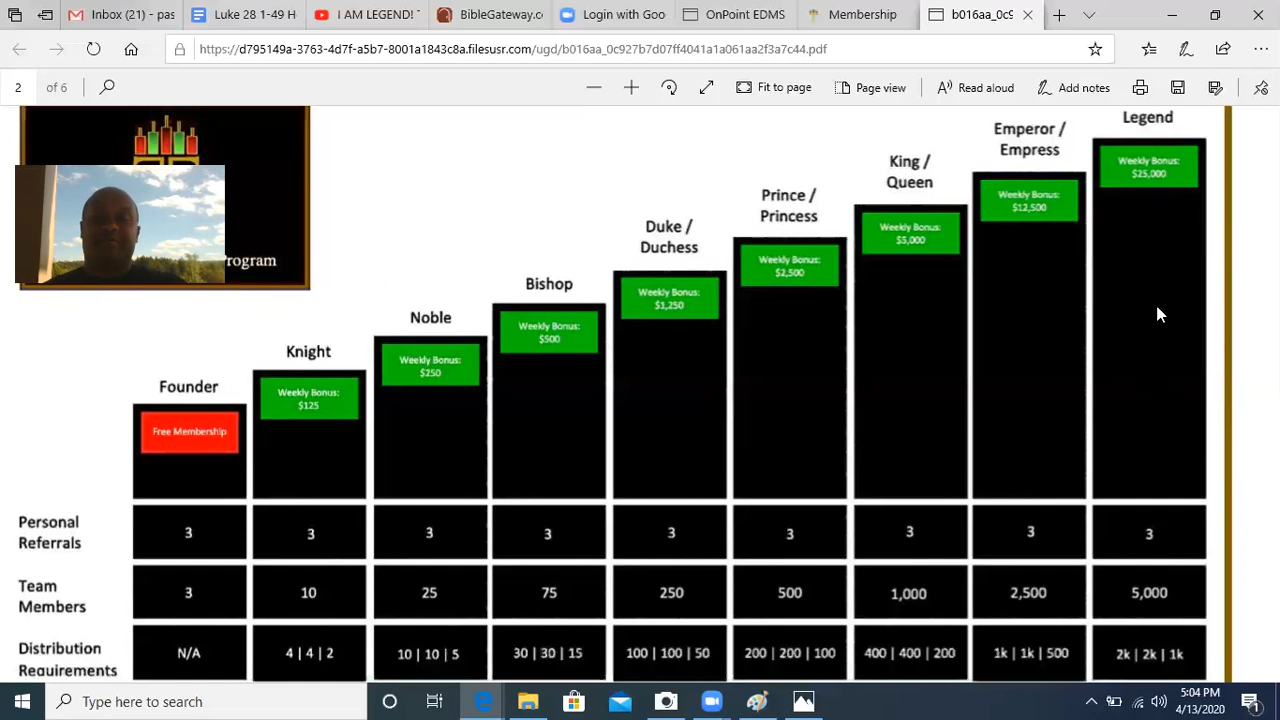 Inbox (21) - pas
Luke 28 1-49 H
I AM LEGEND!
BibleGateway.co
Login with Goo
OnPoint EDMS
Membership
b016aa_0c9
https://d795149a-3763-4d7f-a5b7-8001a1843c8a.filesusr.com/ugd/b016aa_0c927b7d07ff4041a1a061aa2f3a7c44.pdf
2 of 6
Fit to page
Page view
Read aloud
Add notes
rogram
Founder
Free Membership
Knight
Weekly Bonus:
$125
Noble
Weekly Bonus:
$250
Bishop
Weekly Bonus:
$500
Duke /
Duchess
Weekly Bonus:
$1,250
Prince /
Princess
Weekly Bonus:
$2,500
King /
Queen
Weekly Bonus:
$5,000
Emperor /
Empress
Weekly Bonus:
$12,500
Legend
Weekly Bonus:
$25,000
Personal
Referrals
3 3 3 3 3 3 3 3 3
Team
Members
3 10 25 75 250 500 1,000 2,500 5,000
Distribution
Requirements
N/A 4 | 4 | 2 10 | 10 | 5 30 | 30 | 15 100 | 100 | 50 200 | 200 | 100 400 | 400 | 200 1k | 1k | 500 2k | 2k | 1k
Type here to search
5:04 PM
4/13/2020
1